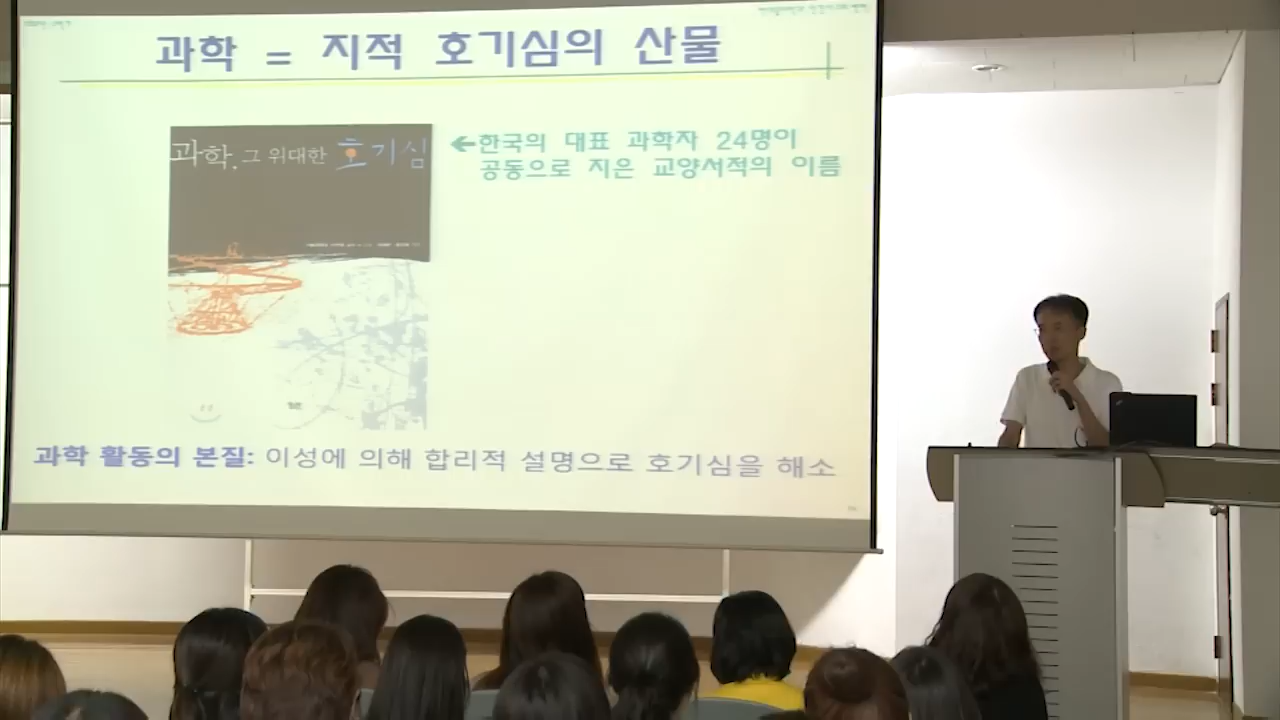 과학 = 지적 호기심의 산물
과학, 그 위대한 호기심
←한국의 대표 과학자 24명이
공동으로 지은 교양서적의 이름
과학 활동의 본질: 이성에 의해 합리적 설명으로 호기심을 해소